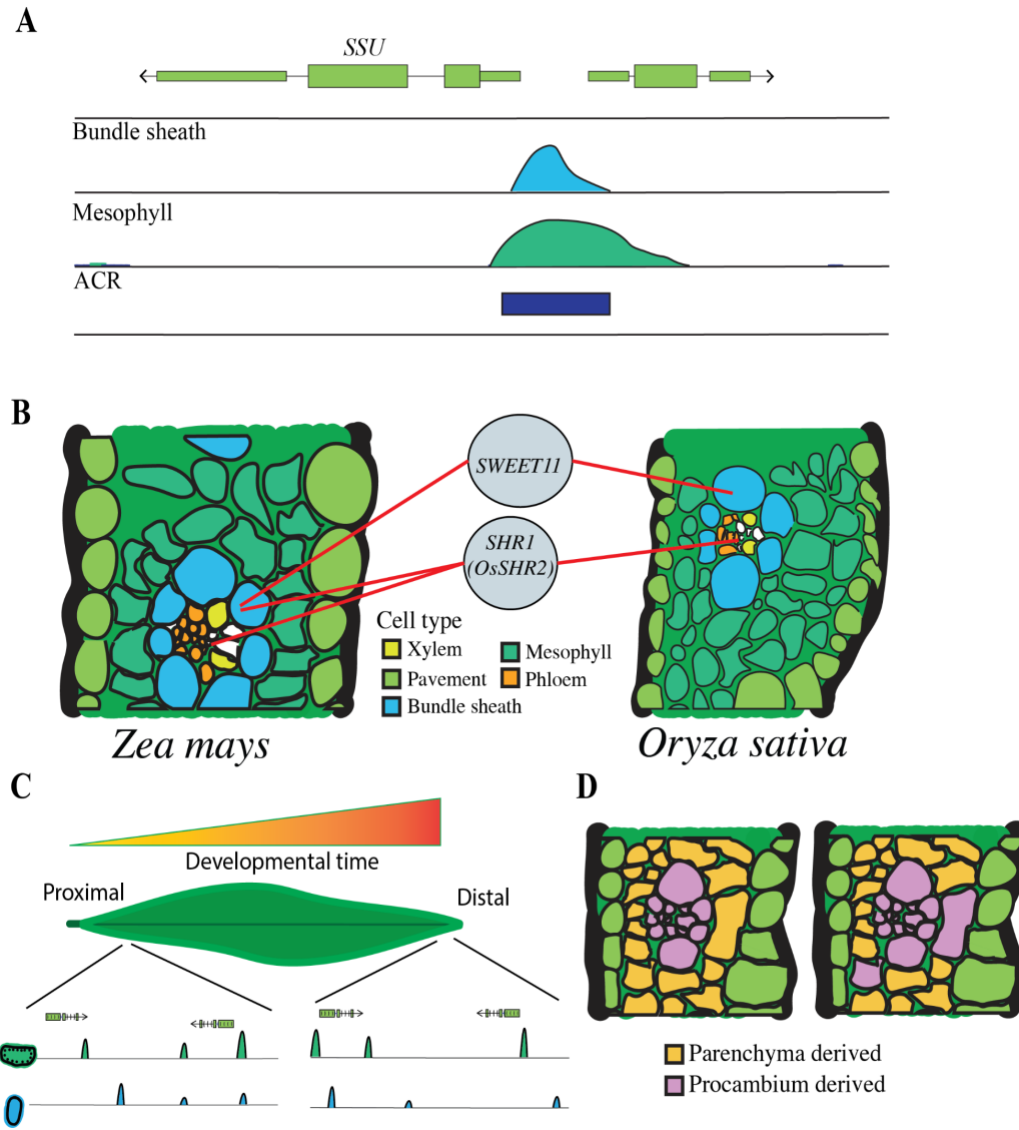 A
SSU
Bundle sheath
Mesophyll
ACR
B
SWEET11
SHR1
(OsSHR2)
Cell type
Xylem
Mesophyll
Pavement
Phloem
Bundle sheath
Zea mays
Oryza sativa
C
Developmental time
Proximal
Distal
D
Parenchyma derived
Procambium derived